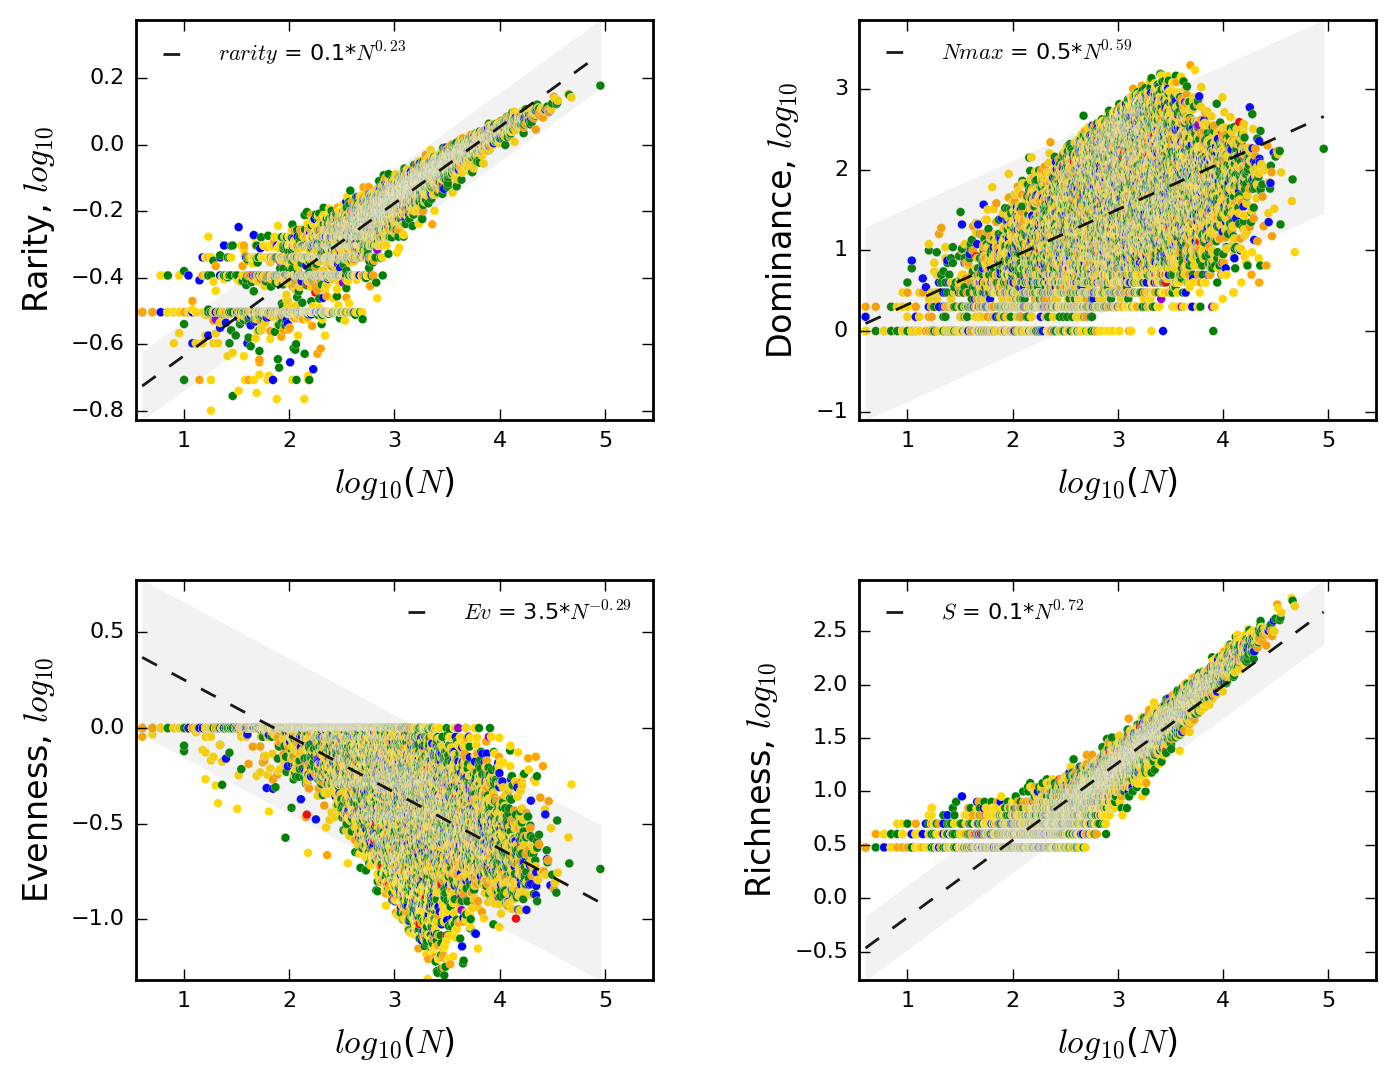 rarity = 0.1*N^0.23
Rarity, log10
0.2
0.0
−0.2
−0.4
−0.6
−0.8
1 2 3 4 5
log10(N)
Nmax = 0.5*N^0.59
Dominance, log10
3
2
1
0
−1
1 2 3 4 5
log10(N)
Ev = 3.5*N^−0.29
Evenness, log10
0.5
0.0
−0.5
−1.0
1 2 3 4 5
log10(N)
S = 0.1*N^0.72
Richness, log10
2.5
2.0
1.5
1.0
0.5
0.0
−0.5
1 2 3 4 5
log10(N)